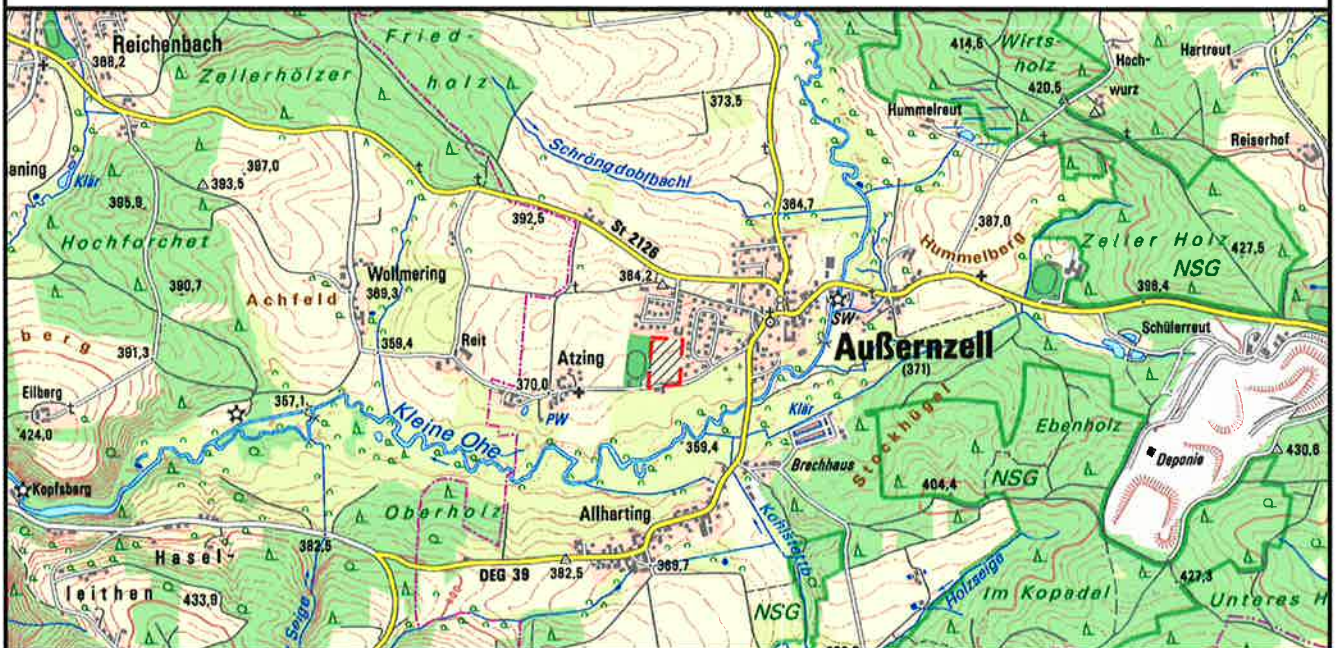 Reichenbach
388,2
Fried-
holz
Zellerhölzer
414,6
Wirts-
holz
Hoch-
wurz
420,5
Hartreut
373,5
Hummelreut
Reiserhof
aning
Klär
397,0
393,5
Schröngdobfbachl
395,9
392,5
St 2126
364,7
387,0
Hummelberg
Zeller Holz
427,5
NSG
Hochforchet
Wollmering
369,3
384,2
390,7
Achfeld
398,4
SW
Schülerreut
berg
391,3
359,4
Reit
Atzing
Außernzell
(371)
Eilberg
424,0
357,1
370,0
PW
Kleine Ohe
Klär
Stockhügel
Ebenholz
359,4
Brechhaus
Deponie
430,6
Kopfsberg
404,4
NSG
Oberholz
Allharting
Hasel-
leithen
382,5
DEG 39
382,5
369,7
433,9
Seige
NSG
Holzseige
Im Kopadel
427,3
Unteres H